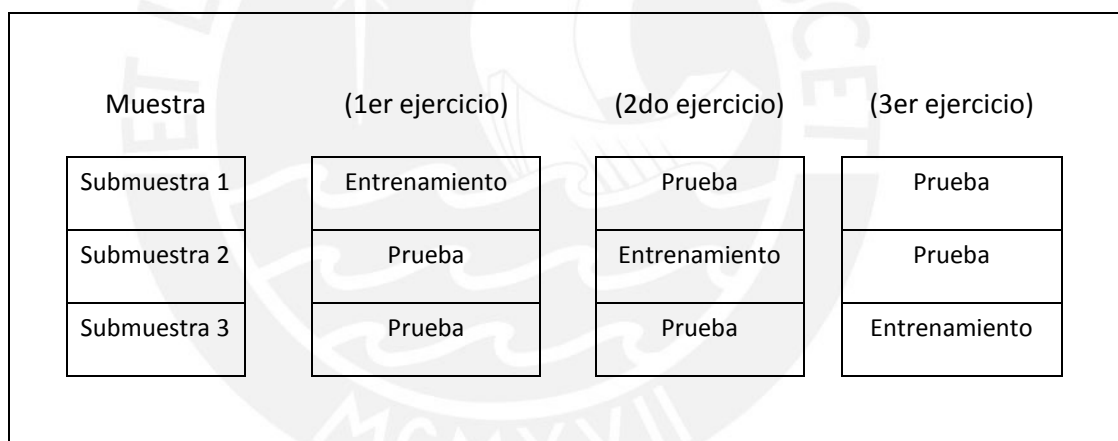 Muestra (1er ejercicio) (2do ejercicio) (3er ejercicio)
Submuestra 1 Entrenamiento Prueba Prueba
Submuestra 2 Prueba Entrenamiento Prueba
Submuestra 3 Prueba Prueba Entrenamiento
MCMXVII